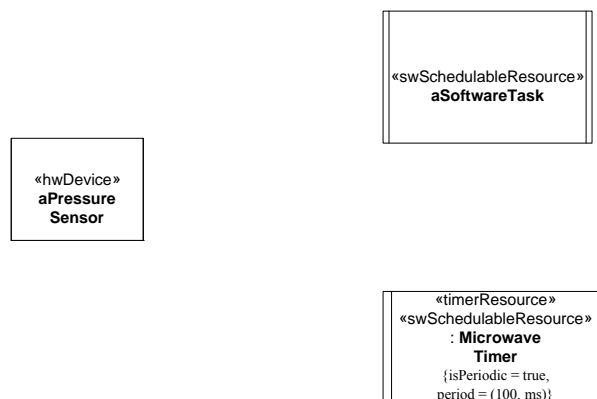 «swSchedulableResource»
aSoftwareTask
«hwDevice»
aPressure
Sensor
«timerResource»
«swSchedulableResource»
: Microwave
Timer
{isPeriodic = true,
period = (100, ms)}